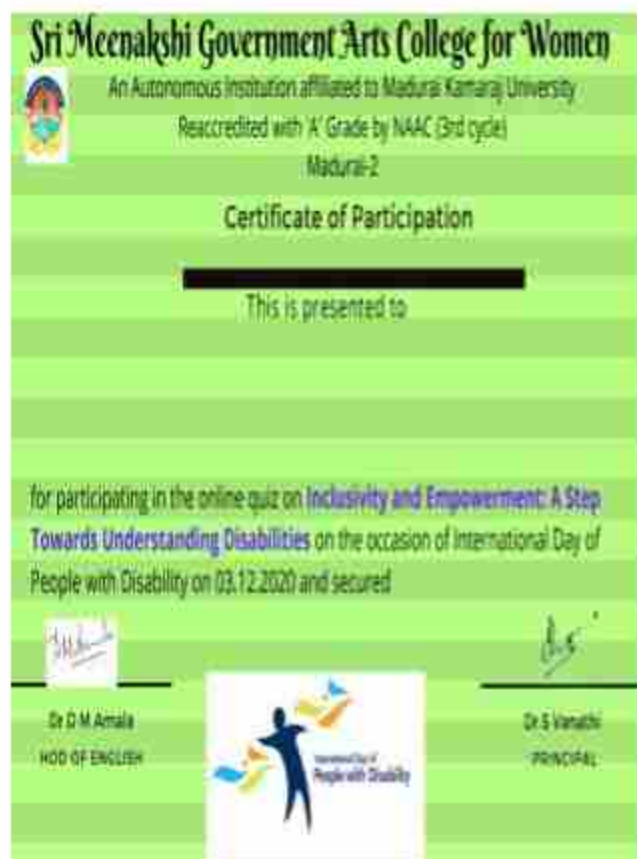 Sri Meenakshi Government Arts College for Women
An Autonomous Institution affiliated to Madurai Kamaraj University
Reaccredited with 'A' Grade by NAAC (3rd cycle)
Madurai-2
Certificate of Participation
This is presented to
for participating in the online quiz on Inclusivity and Empowerment: A Step
Towards Understanding Disabilities on the occasion of International Day of
People with Disability on 03.12.2020 and secured
Dr D M Amala
HOD OF ENGLISH
International Day of
People with Disability
Dr S Vanathi
PRINCIPAL